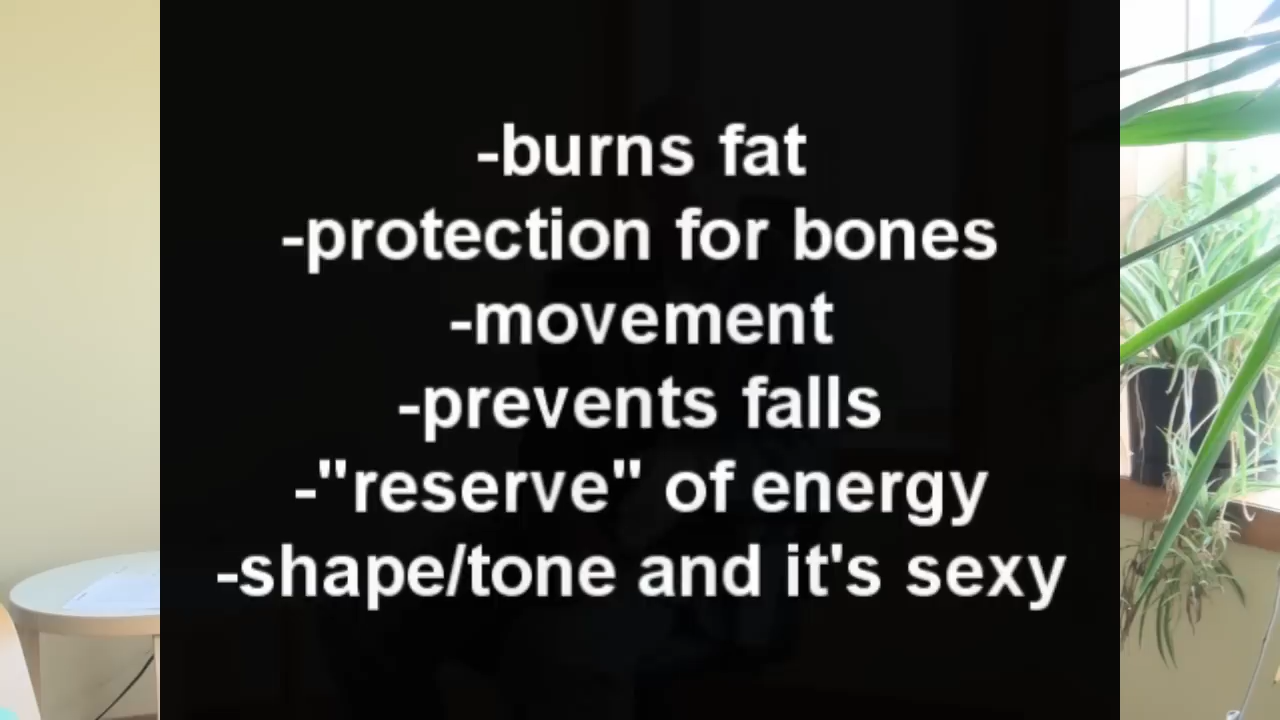 -burns fat
-protection for bones
-movement
-prevents falls
-"reserve" of energy
-shape/tone and it's sexy